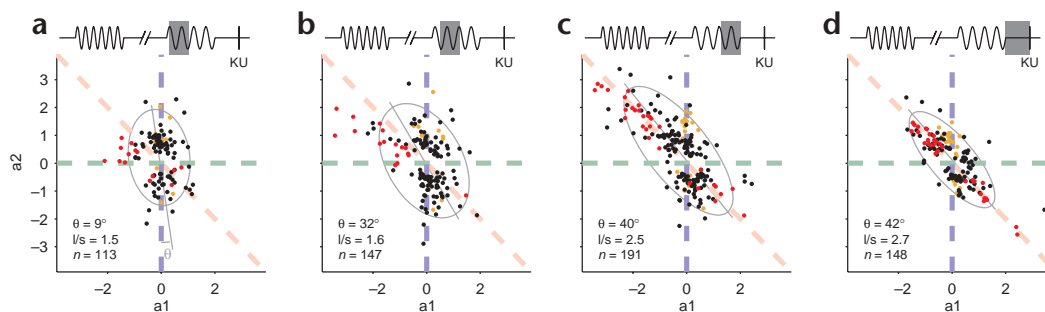 a b c d
KU KU KU KU
a2
3
2
1
0
−1
−2
−3
θ = 9°
l/s = 1.5
n = 113
θ
θ = 32°
l/s = 1.6
n = 147
θ = 40°
l/s = 2.5
n = 191
θ = 42°
l/s = 2.7
n = 148
−2 0 2 −2 0 2 −2 0 2 −2 0 2
a1 a1 a1 a1